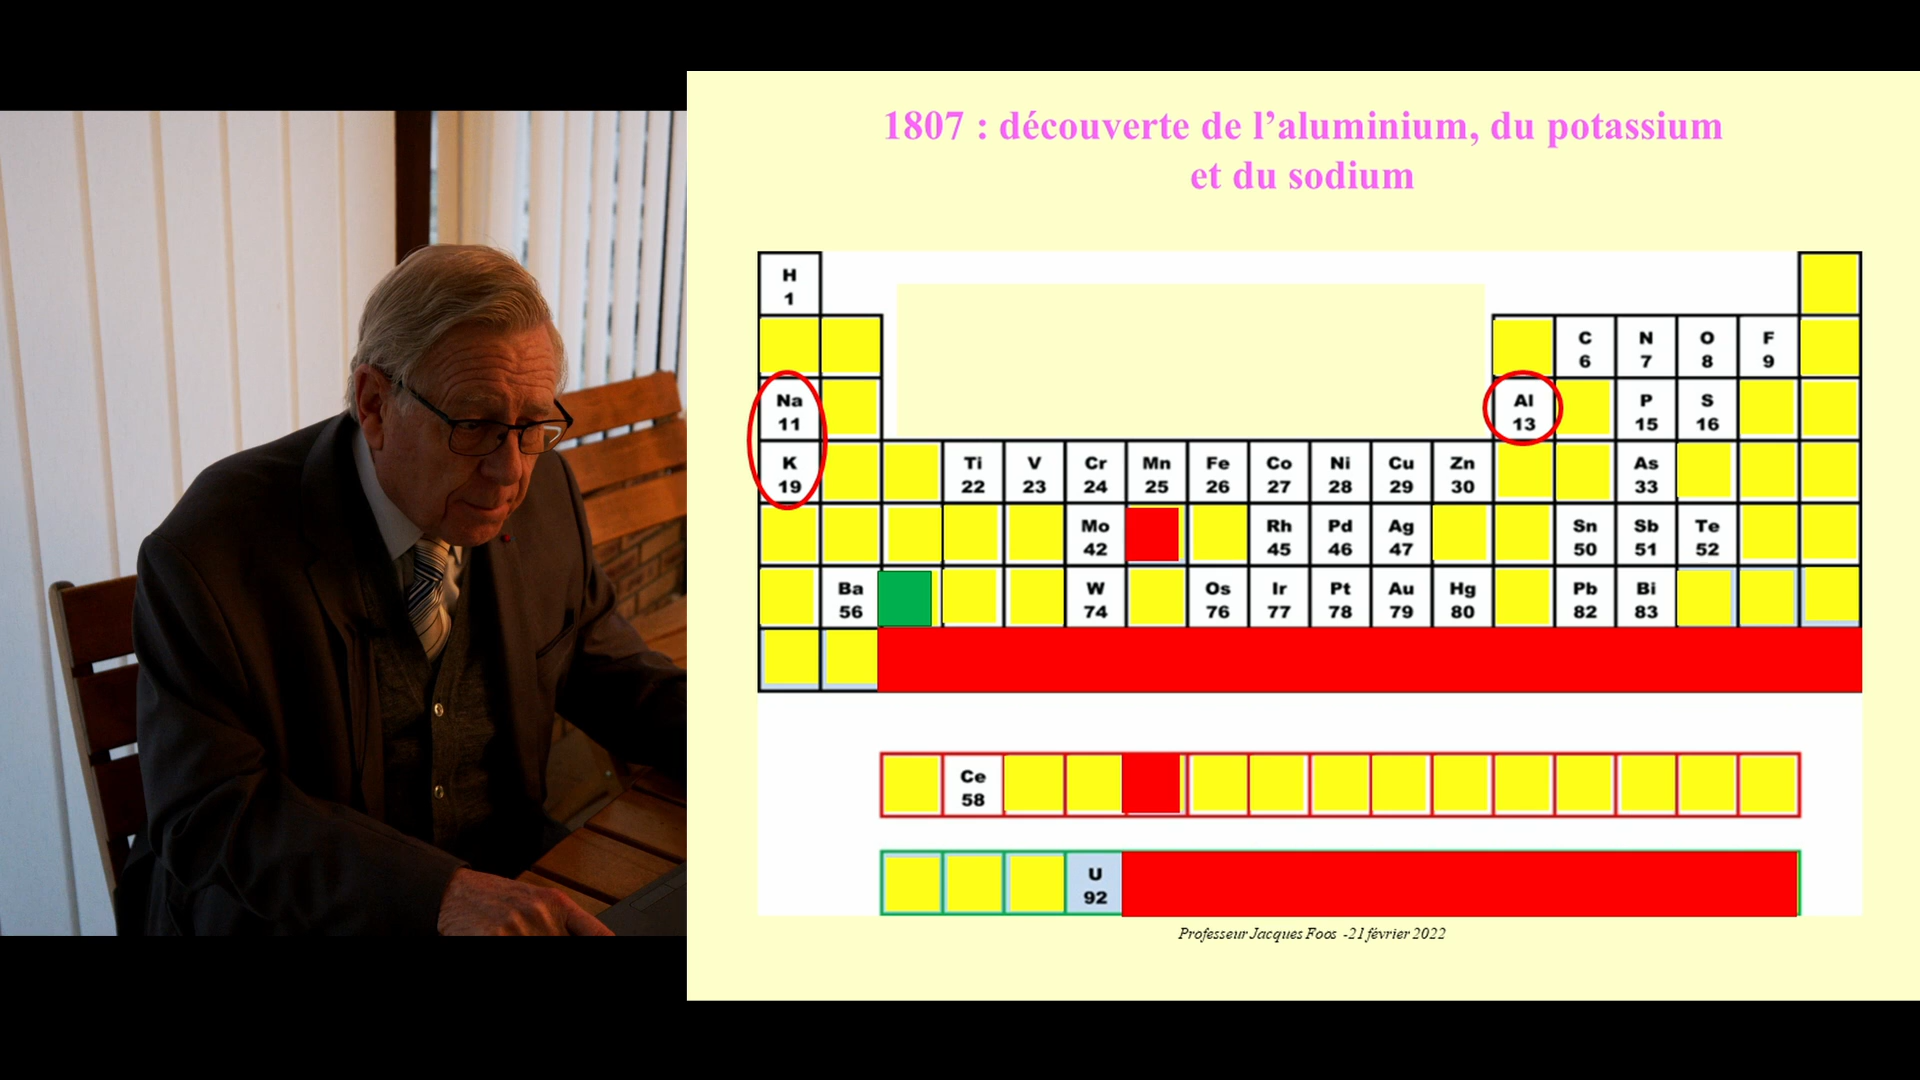 1807 : découverte de l’aluminium, du potassium
et du sodium
H
1
C N O F
6 7 8 9
Na Al P S
11 13 15 16
K Ti V Cr Mn Fe Co Ni Cu Zn As
19 22 23 24 25 26 27 28 29 30 33
Mo Rh Pd Ag Sn Sb Te
42 45 46 47 50 51 52
Ba W Os Ir Pt Au Hg Pb Bi
56 74 76 77 78 79 80 82 83
Ce
58
U
92
Professeur Jacques Foos -21 février 2022